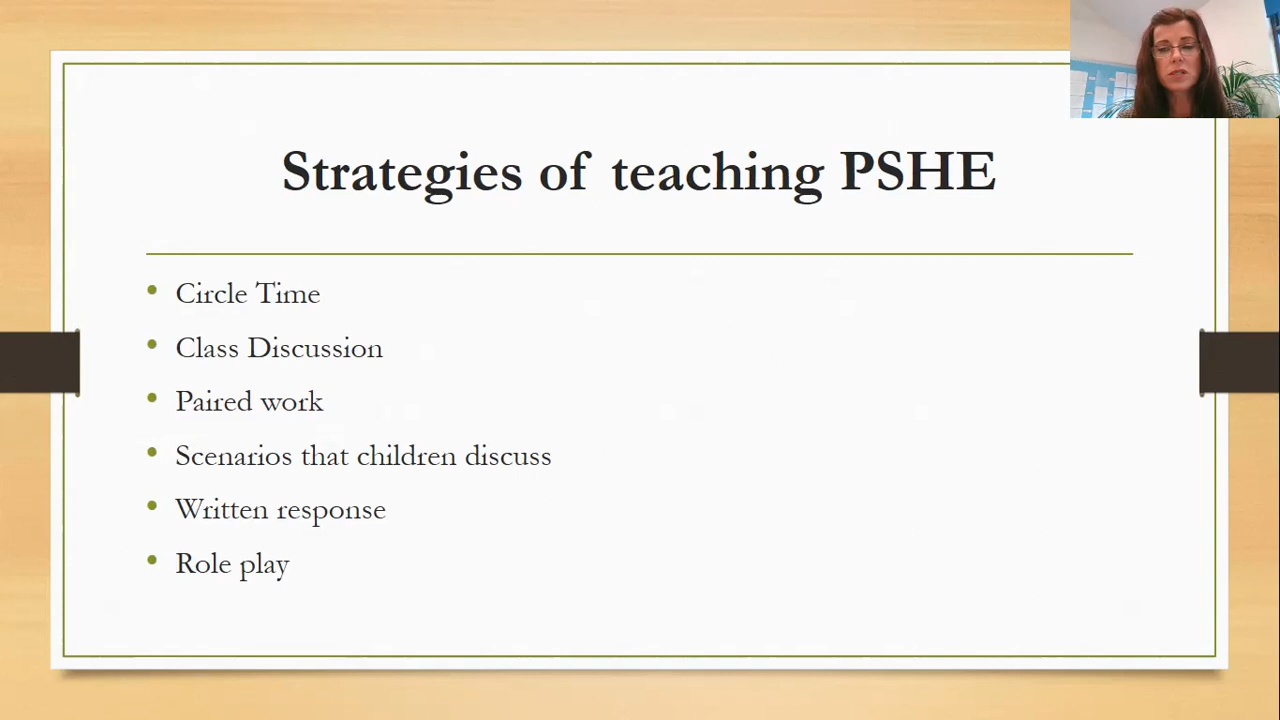 Strategies of teaching PSHE
• Circle Time
• Class Discussion
• Paired work
• Scenarios that children discuss
• Written response
• Role play